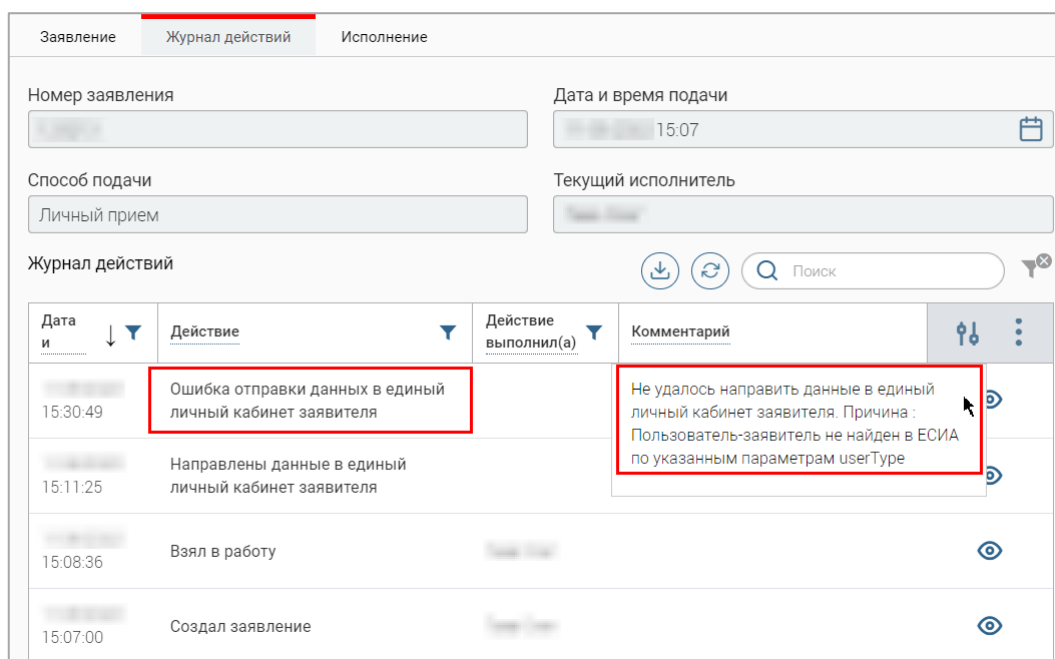 Заявление Журнал действий Исполнение
Номер заявления Дата и время подачи
15:07
Способ подачи Текущий исполнитель
Личный прием
Журнал действий Поиск
Дата и Действие Действие выполнил(а) Комментарий
Ошибка отправки данных в единый
личный кабинет заявителя
15:30:49
Не удалось направить данные в единый
личный кабинет заявителя. Причина :
Пользователь-заявитель не найден в ЕСИА
по указанным параметрам userType
Направлены данные в единый
личный кабинет заявителя
15:11:25
Взял в работу
15:08:36
Создал заявление
15:07:00